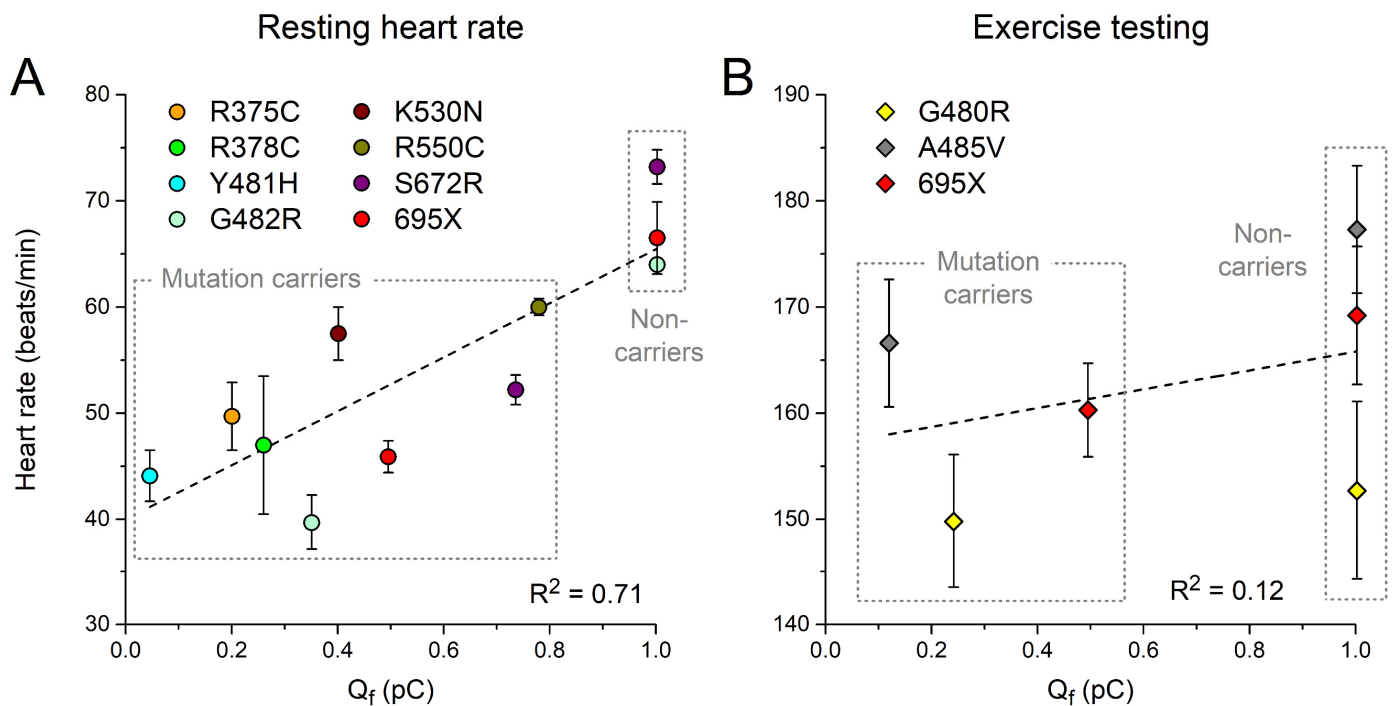 Resting heart rate
A
R375C
R378C
Y481H
G482R
K530N
R550C
S672R
695X
Mutation carriers
Non-
carriers
R² = 0.71
Heart rate (beats/min)
80
70
60
50
40
30
0.0 0.2 0.4 0.6 0.8 1.0
Qf (pC)
Exercise testing
B
G480R
A485V
695X
Mutation
carriers
Non-
carriers
R² = 0.12
190
180
170
160
150
140
0.0 0.2 0.4 0.6 0.8 1.0
Qf (pC)